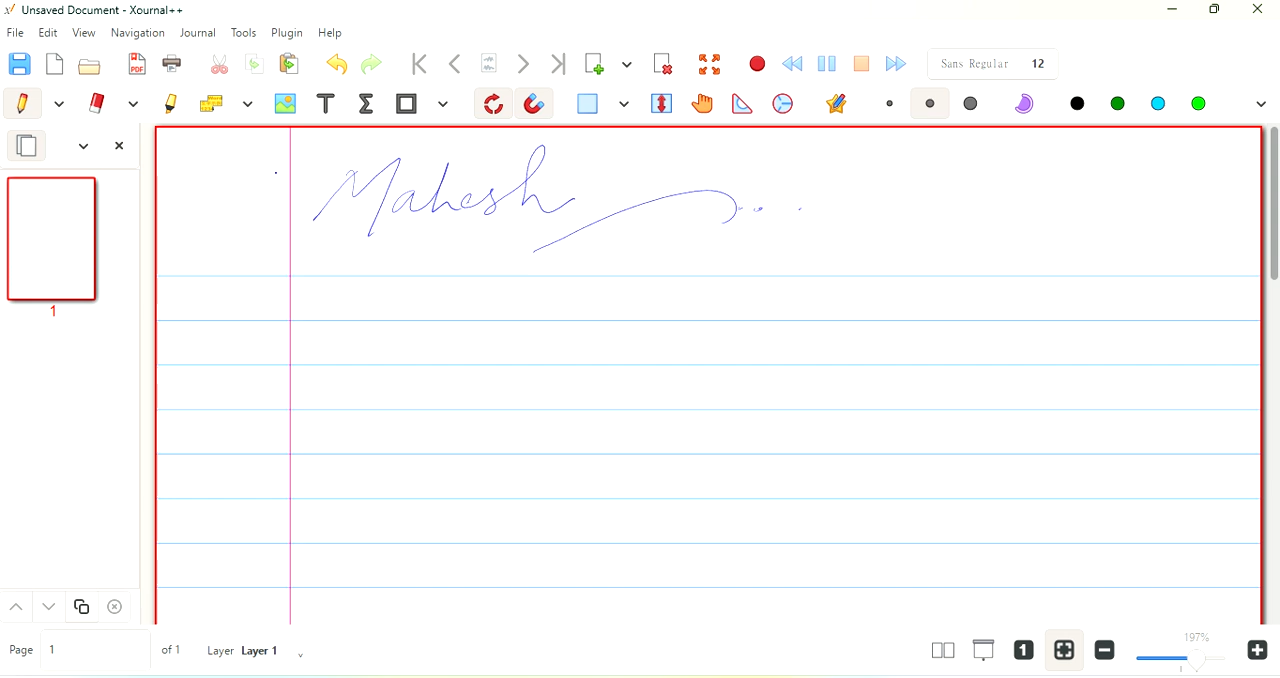 Unsaved Document - Xournal++
File Edit View Navigation Journal Tools Plugin Help
Sans Regular 12
Mahesh
1
Page 1 of 1 Layer Layer 1
197%